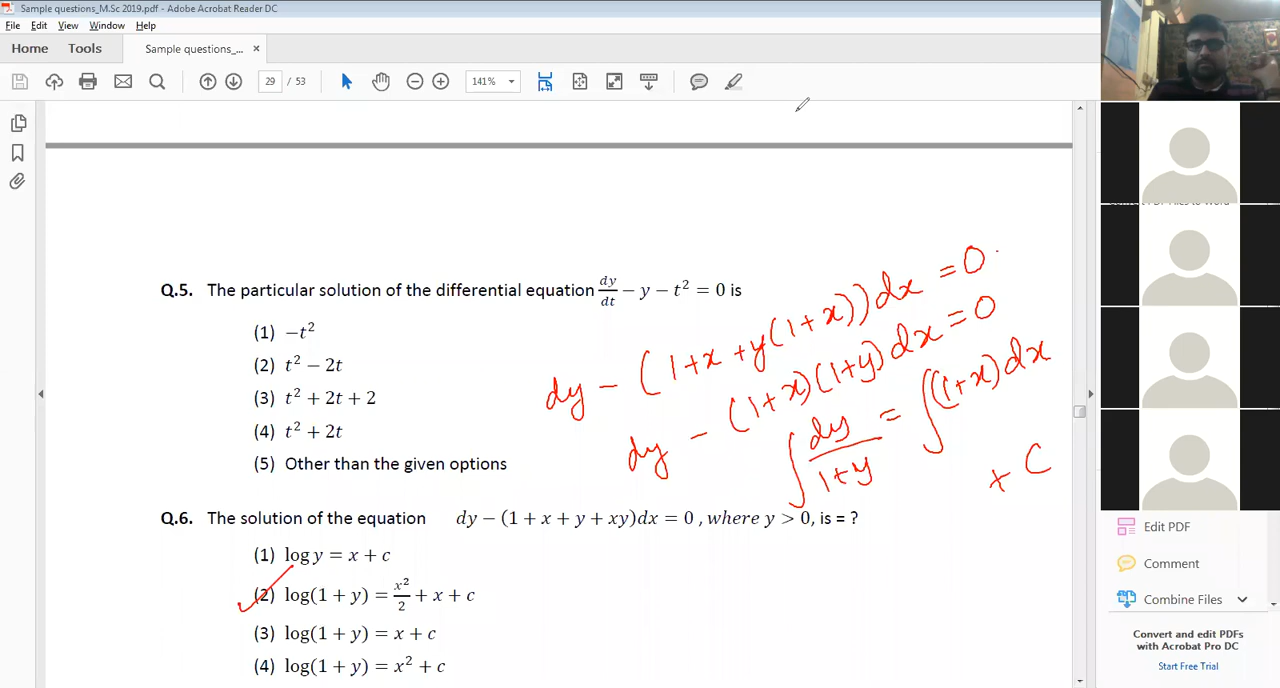 Sample questions_M.Sc 2019.pdf - Adobe Acrobat Reader DC
File Edit View Window Help
Home Tools Sample questions_... ×
29 / 53 141%
Q.5. The particular solution of the differential equation dy/dt − y − t² = 0 is
(1) −t²
(2) t² − 2t
(3) t² + 2t + 2
(4) t² + 2t
(5) Other than the given options
dy − (1+x+y(1+x))dx = 0
dy − (1+x)(1+y)dx = 0
∫ dy/1+y = ∫(1+x)dx
+ C
Q.6. The solution of the equation dy − (1 + x + y + xy)dx = 0 , where y > 0, is = ?
(1) log y = x + c
(2) log(1 + y) = x²/2 + x + c
(3) log(1 + y) = x + c
(4) log(1 + y) = x² + c
Edit PDF
Comment
Combine Files
Convert and edit PDFs
with Acrobat Pro DC
Start Free Trial